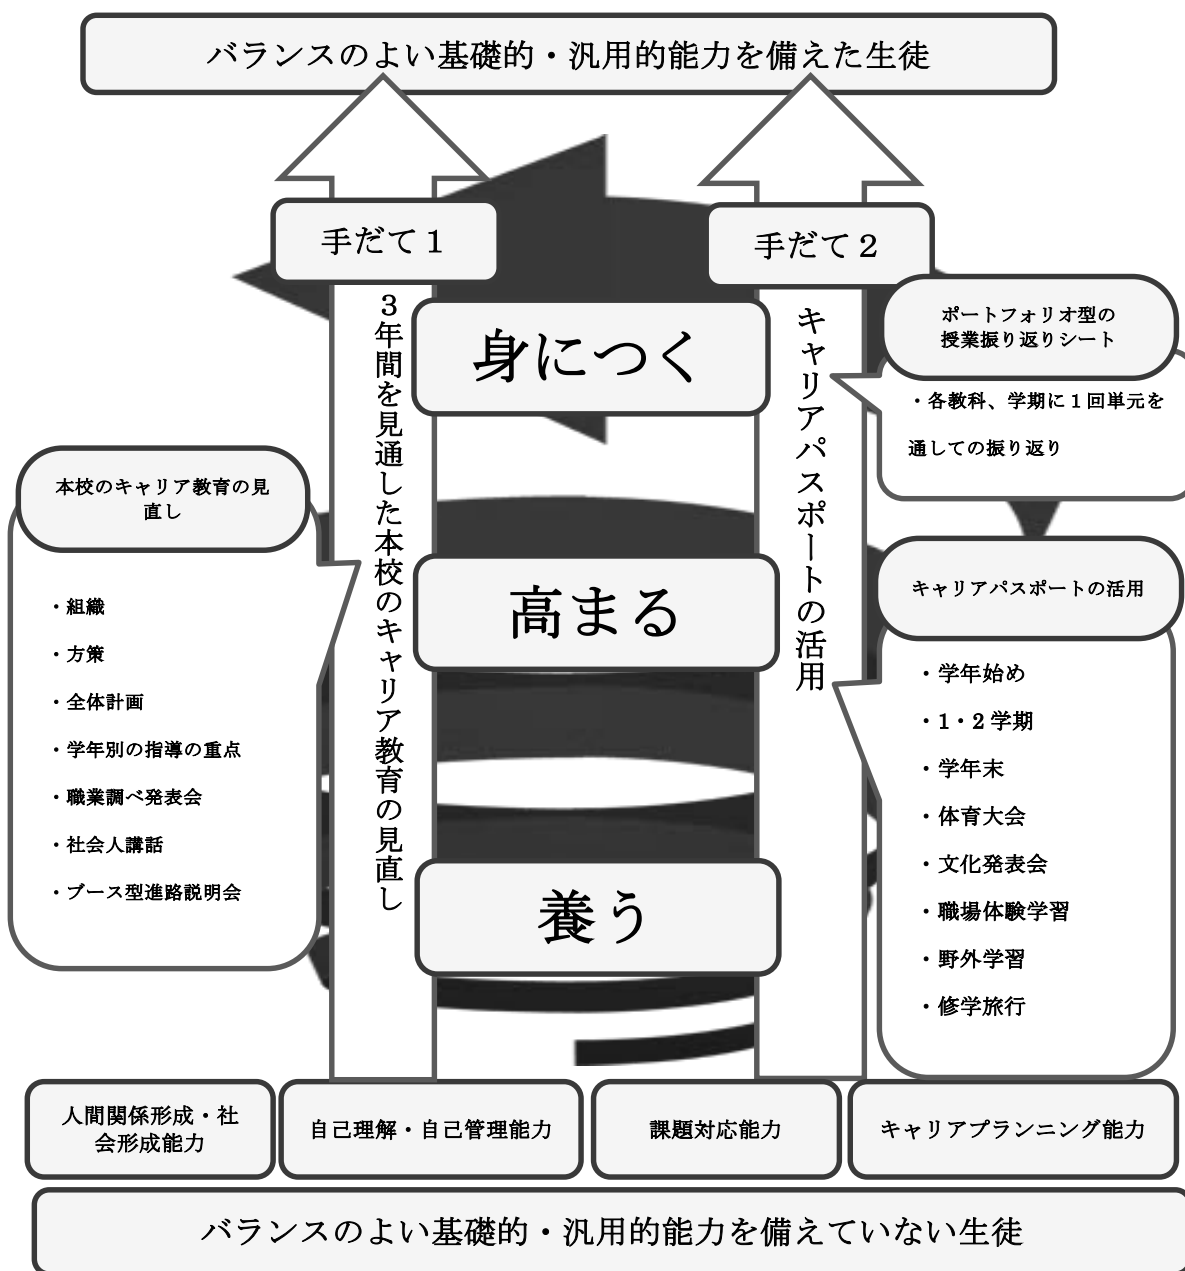 バランスのよい基礎的・汎用的能力を備えた生徒
手だて１
手だて２
３年間を見通した本校のキャリア教育の見直し
キャリアパスポートの活用
身につく
高まる
養う
ポートフォリオ型の
授業振り返りシート
・各教科、学期に１回単元を
通しての振り返り
本校のキャリア教育の見
直し
・組織
・方策
・全体計画
・学年別の指導の重点
・職業調べ発表会
・社会人講話
・ブース型進路説明会
キャリアパスポートの活用
・学年始め
・1・2 学期
・学年末
・体育大会
・文化発表会
・職場体験学習
・野外学習
・修学旅行
人間関係形成・社
会形成能力
自己理解・自己管理能力
課題対応能力
キャリアプランニング能力
バランスのよい基礎的・汎用的能力を備えていない生徒